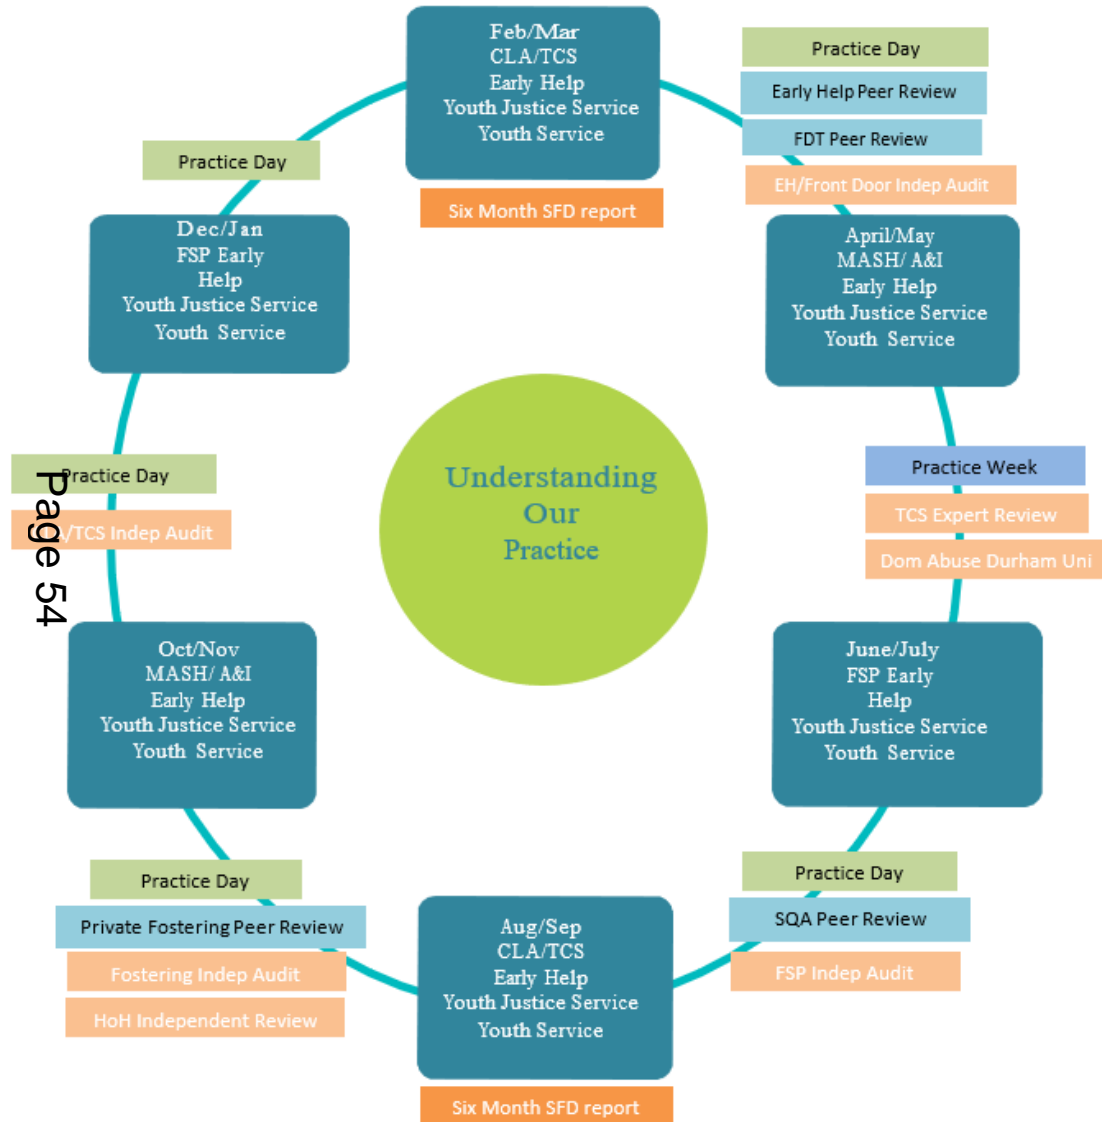 Feb/Mar
CLA/TCS
Early Help
Youth Justice Service
Youth Service
Six Month SFD report
Practice Day
Early Help Peer Review
FDT Peer Review
EH/Front Door Indep Audit
April/May
MASH/ A&I
Early Help
Youth Justice Service
Youth Service
Practice Week
TCS Expert Review
Dom Abuse Durham Uni
June/July
FSP Early
Help
Youth Justice Service
Youth Service
Practice Day
SQA Peer Review
FSP Indep Audit
Aug/Sep
CLA/TCS
Early Help
Youth Justice Service
Youth Service
Six Month SFD report
Practice Day
Private Fostering Peer Review
Fostering Indep Audit
HoH Independent Review
Oct/Nov
MASH/ A&I
Early Help
Youth Justice Service
Youth Service
Practice Day
CLA/TCS Indep Audit
Dec/Jan
FSP Early
Help
Youth Justice Service
Youth Service
Practice Day
Understanding
Our
Practice
Page 54